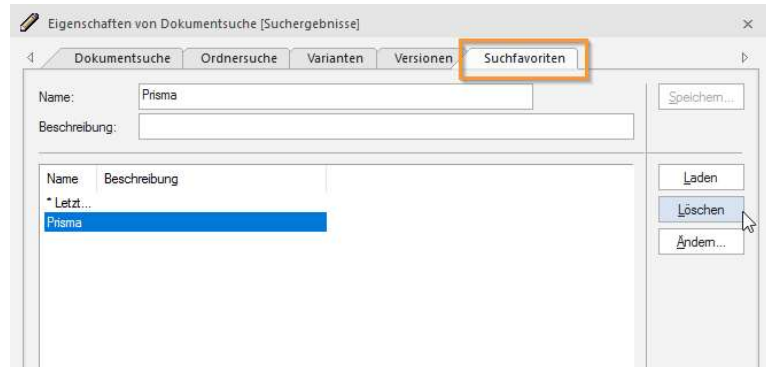 Eigenschaften von Dokumentsuche [Suchergebnisse]
Dokumentsuche Ordnersuche Varianten Versionen Suchfavoriten
Name: Prisma Speichern...
Beschreibung:
Name Beschreibung Laden
* Letzt...
Prisma Löschen
Ändern...